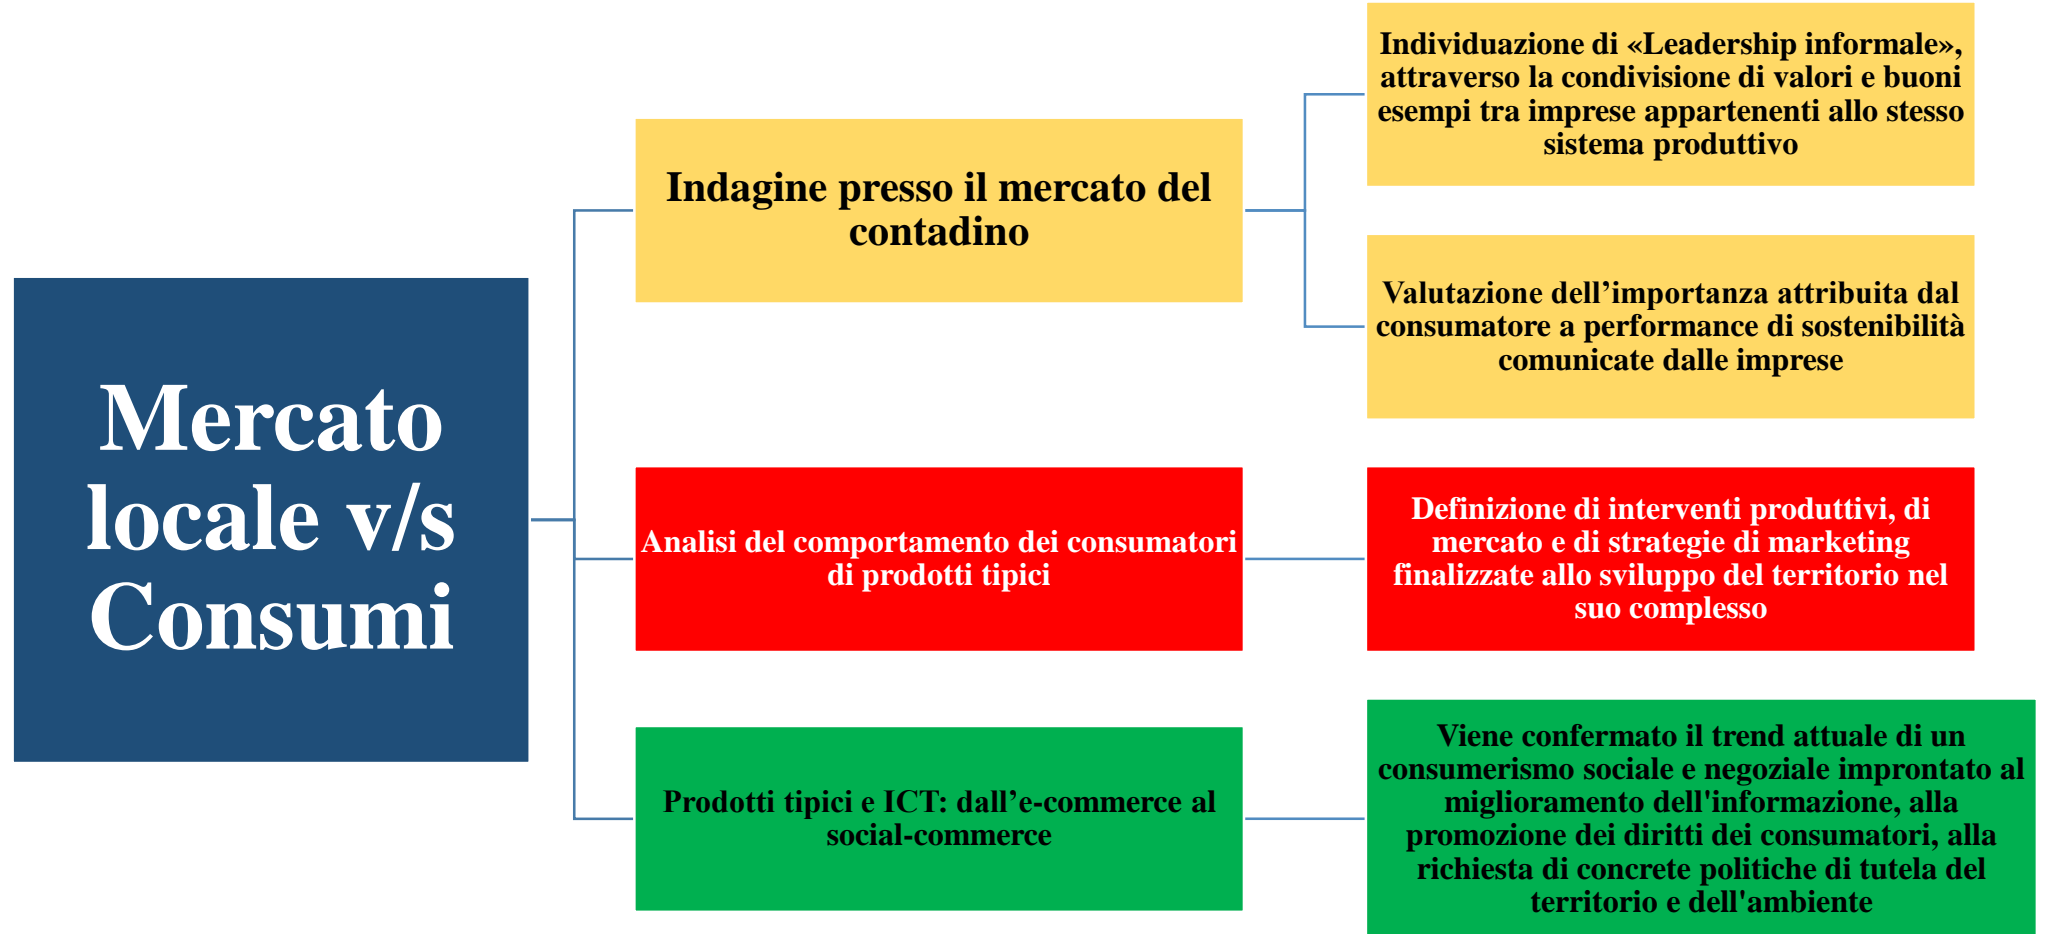 Mercato
locale v/s
Consumi
Indagine presso il mercato del
contadino
Individuazione di «Leadership informale»,
attraverso la condivisione di valori e buoni
esempi tra imprese appartenenti allo stesso
sistema produttivo
Valutazione dell’importanza attribuita dal
consumatore a performance di sostenibilità
comunicate dalle imprese
Analisi del comportamento dei consumatori
di prodotti tipici
Definizione di interventi produttivi, di
mercato e di strategie di marketing
finalizzate allo sviluppo del territorio nel
suo complesso
Prodotti tipici e ICT: dall’e-commerce al
social-commerce
Viene confermato il trend attuale di un
consumerismo sociale e negoziale improntato al
miglioramento dell'informazione, alla
promozione dei diritti dei consumatori, alla
richiesta di concrete politiche di tutela del
territorio e dell'ambiente